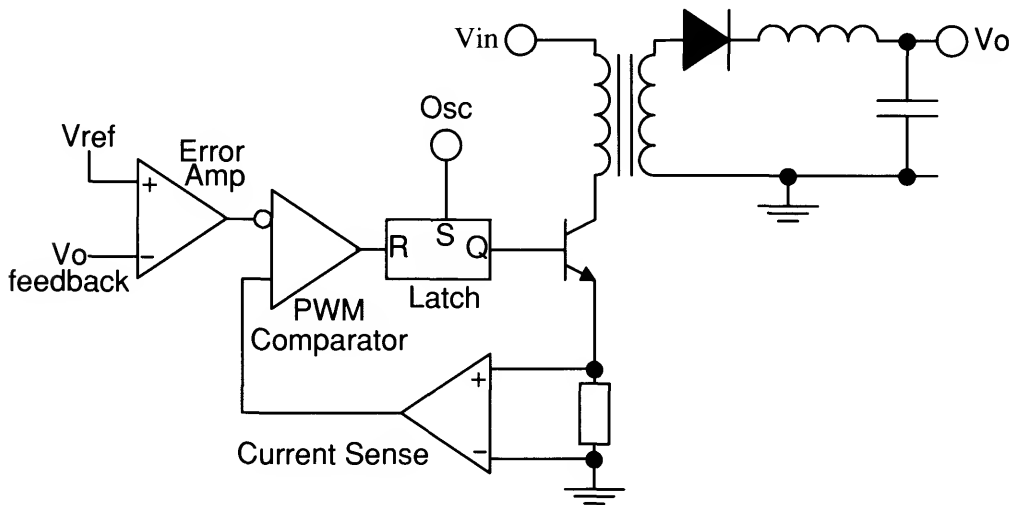 Vin
Vo
Osc
Vref
Error
Amp
+
−
Vo
feedback
R
S
Q
Latch
PWM
Comparator
+
−
Current Sense